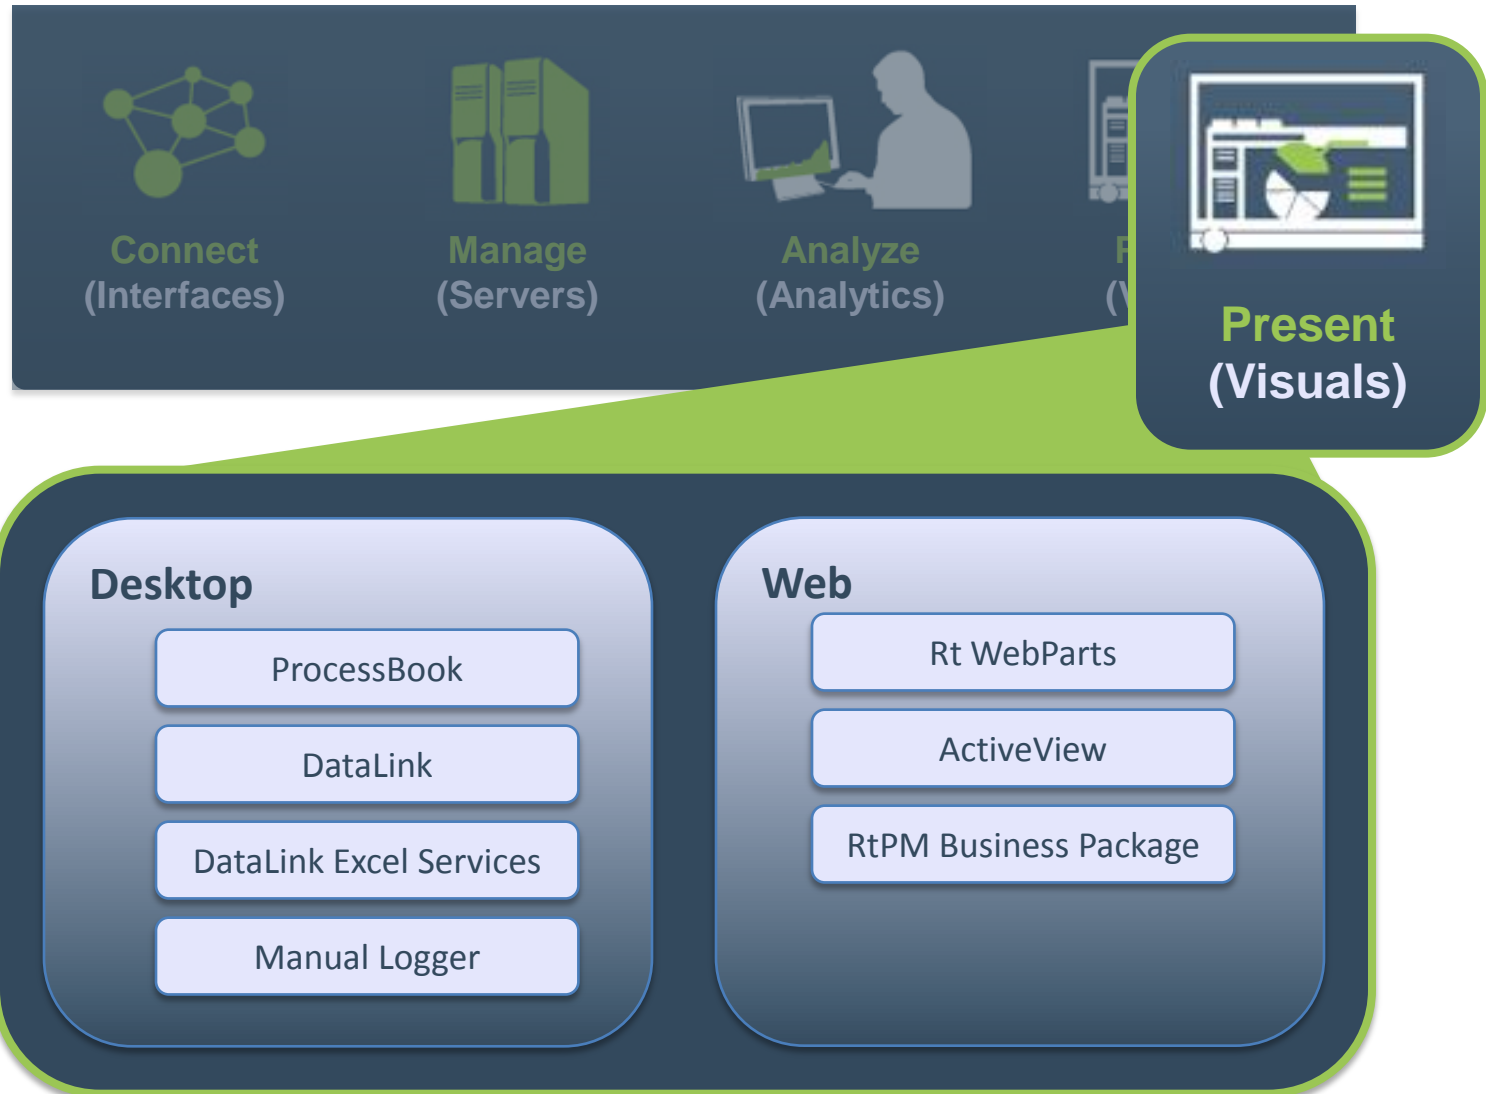 Connect
(Interfaces)
Manage
(Servers)
Analyze
(Analytics)
Present
(Visuals)
Desktop
ProcessBook
DataLink
DataLink Excel Services
Manual Logger
Web
Rt WebParts
ActiveView
RtPM Business Package